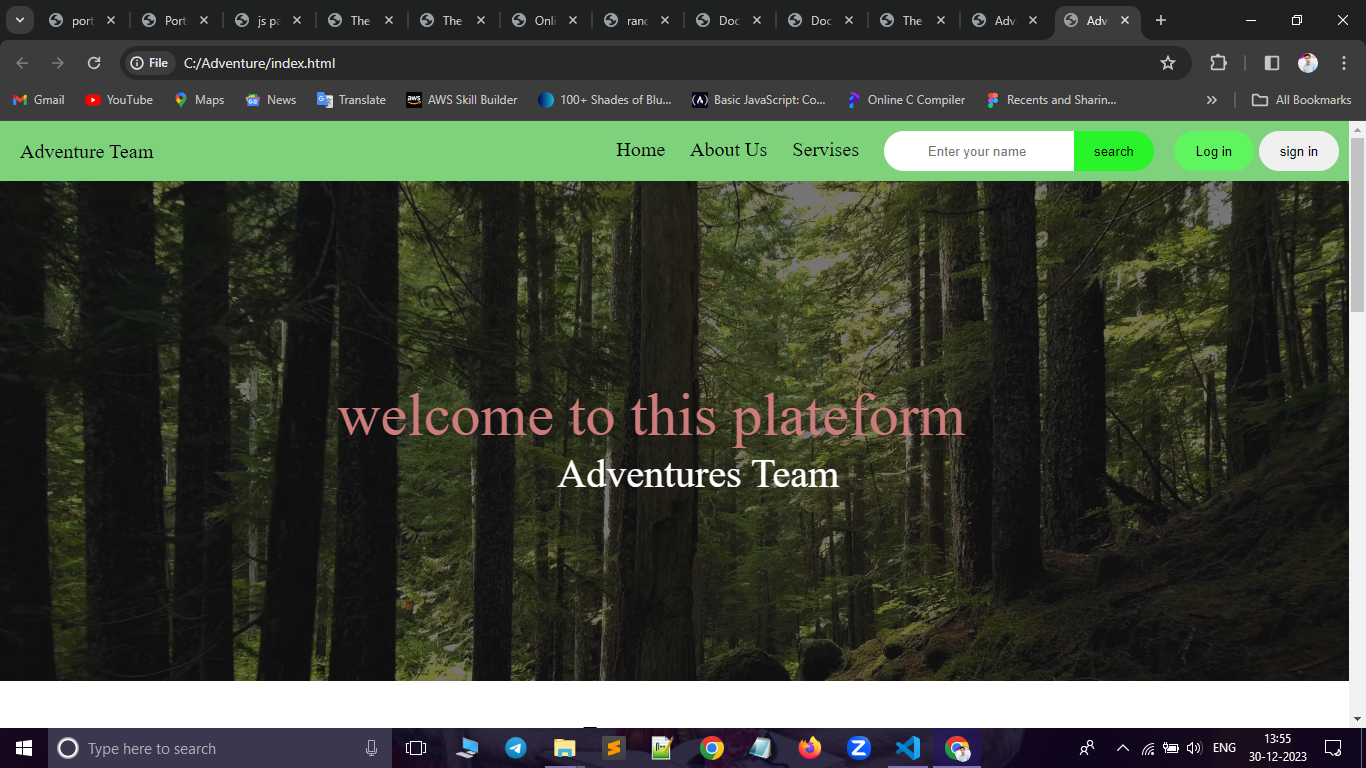 port
Port
js pa
The
The
Onli
ranc
Doc
Doc
The
Adv
Adv
File C:/Adventure/index.html
Gmail YouTube Maps News Translate AWS Skill Builder 100+ Shades of Blu... Basic JavaScript: Co... Online C Compiler Recents and Sharin... » All Bookmarks
Adventure Team Home About Us Servises Enter your name search Log in sign in
welcome to this plateform
Adventures Team
Type here to search ENG 13:55
30-12-2023